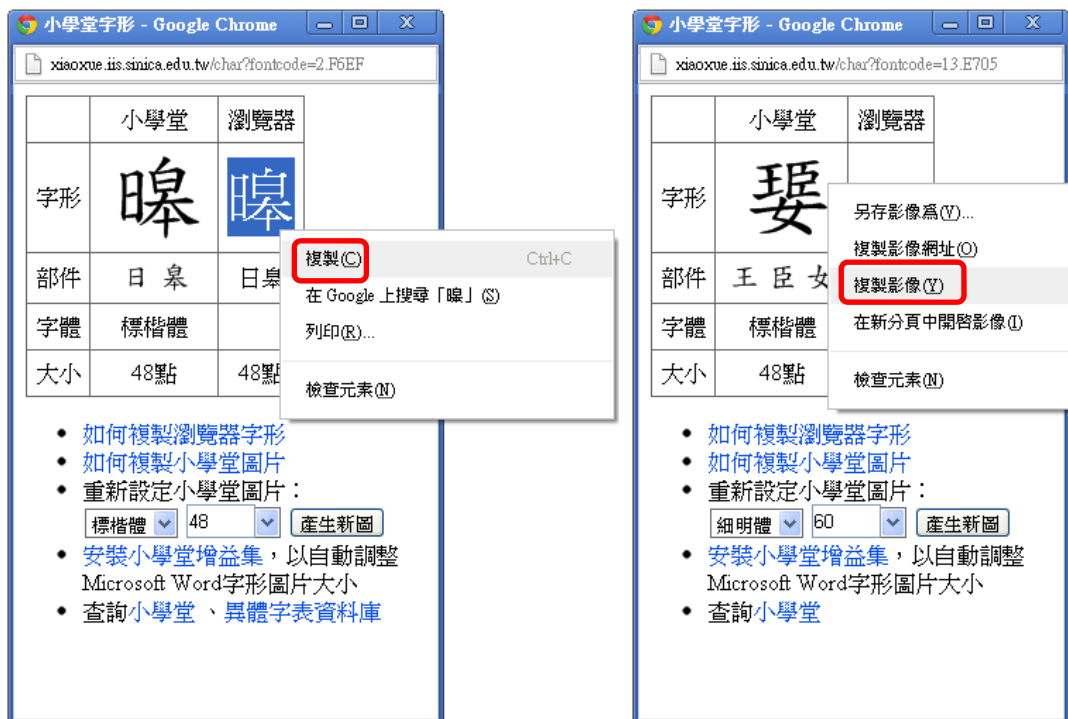 小學堂字形 - Google Chrome
xiaoxue.iis.sinica.edu.tw/char?fontcode=2.F6EF
小學堂 瀏覽器
字形 暤 暤
部件 日 皋 日皋
字體 標楷體
大小 48點 48點
複製(C) Ctrl+C
在 Google 上搜尋「暤」(S)
列印(R)...
檢查元素(N)
• 如何複製瀏覽器字形
• 如何複製小學堂圖片
• 重新設定小學堂圖片：
標楷體 48 產生新圖
• 安裝小學堂增益集，以自動調整
Microsoft Word字形圖片大小
• 查詢小學堂 、異體字表資料庫
小學堂字形 - Google Chrome
xiaoxue.iis.sinica.edu.tw/char?fontcode=13.E705
小學堂 瀏覽器
字形
部件 王 臣 女
字體 標楷體
大小 48點
另存影像為(V)...
複製影像網址(O)
複製影像(Y)
在新分頁中開啟影像(I)
檢查元素(N)
• 如何複製瀏覽器字形
• 如何複製小學堂圖片
• 重新設定小學堂圖片：
細明體 60 產生新圖
• 安裝小學堂增益集，以自動調整
Microsoft Word字形圖片大小
• 查詢小學堂